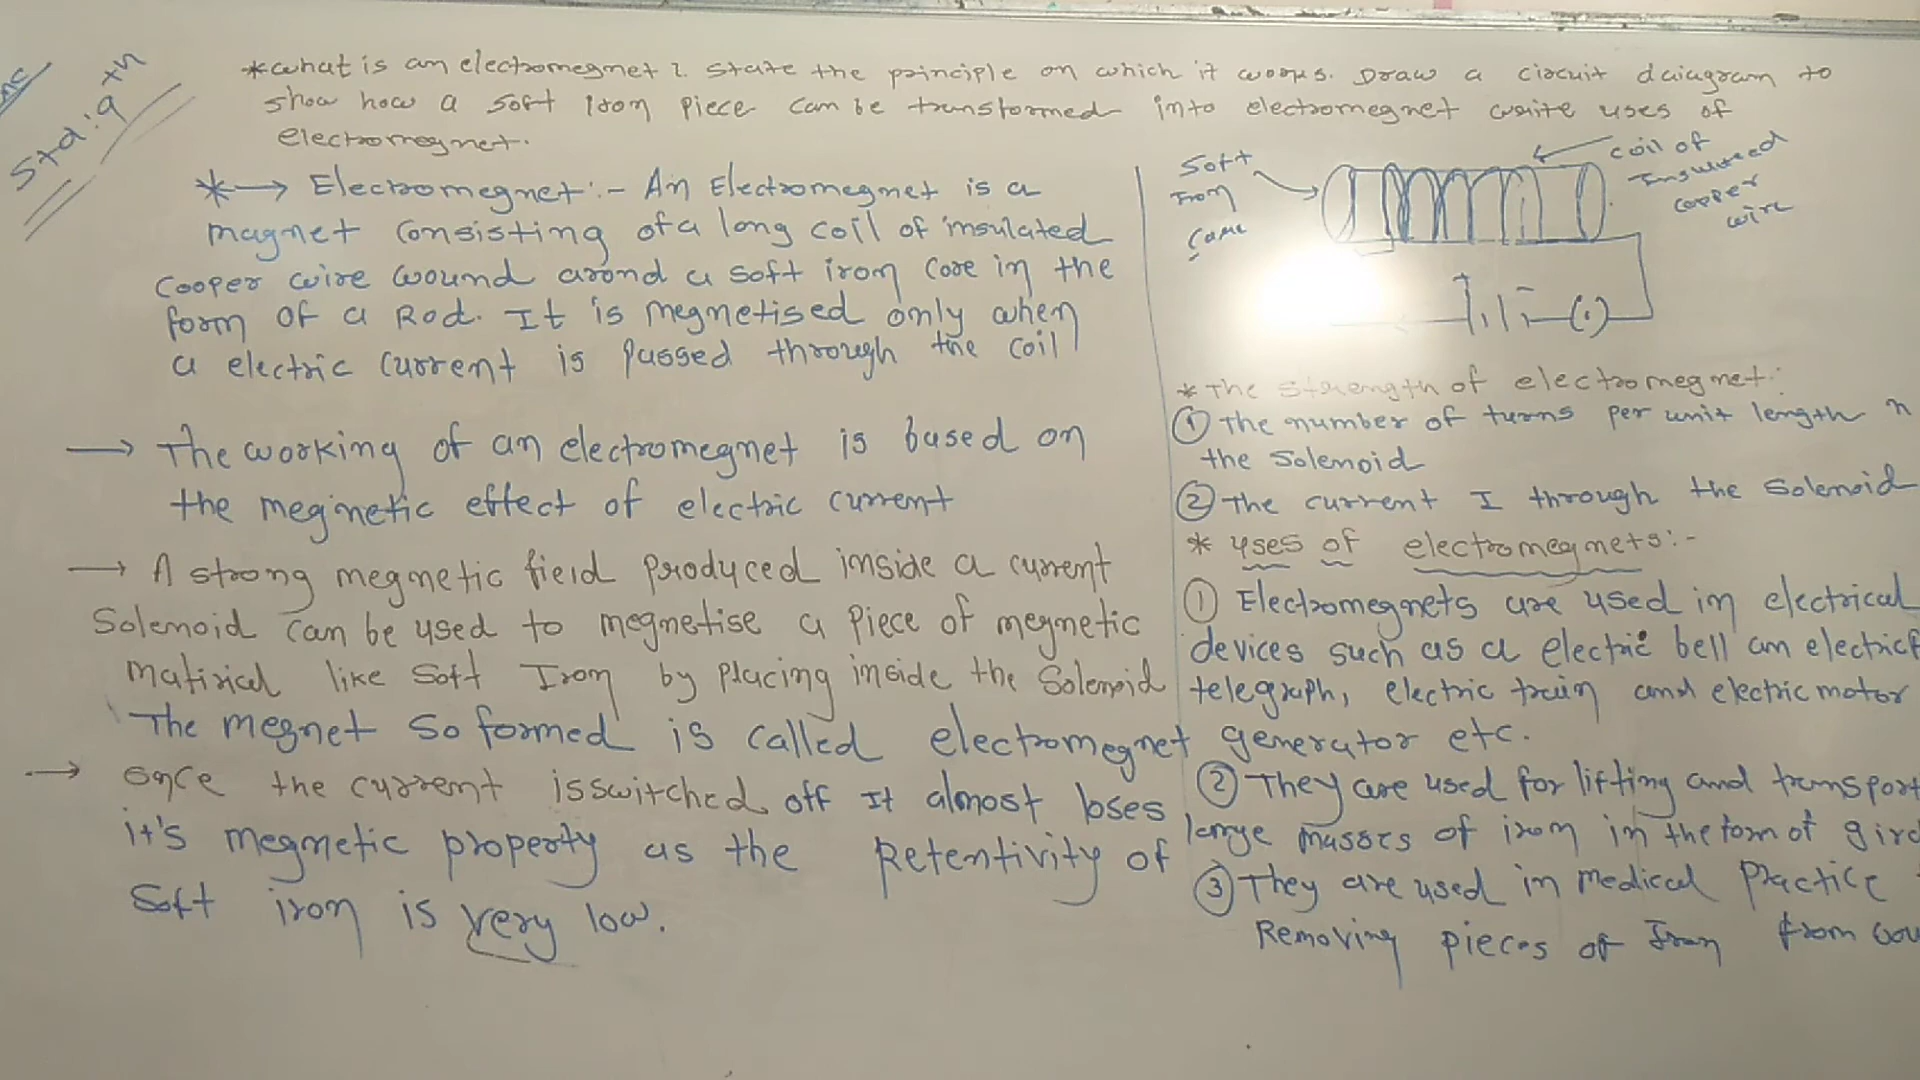 Std: 9th
*what is an electromegnet? state the principle on which it works. Draw a circuit daiagram to
show how a soft iron piece can be transformed into electromegnet write uses of
electromegnet.
* → Electromegnet :- An Electromegnet is a
magnet consisting of a long coil of insulated
cooper wire wound arond a soft iron core in the
form of a Rod. It is megnetised only when
a electric current is passed through the coil
→ The working of an electromegnet is based on
the meginetic effect of electric current
→ A strong megnetic field produced inside a current
Solenoid can be used to megnetise a piece of megnetic
matirial like soft Iron by placing inside the Solenoid
The megnet so formed is called electromegnet
→ once the current is switched off It almost loses
it's megnetic property as the Retentivity of
Soft iron is very low.
Soft
Iron
coil of
Insulated
copper
wire
* The strength of electromegnet:
① The number of turns per unit length n
the Solenoid
② The current I through the Solenoid
* uses of electromegnets:-
① Electromegnets are used in electrical
devices such as a electric bell an electric
telegraph, electric train and electric motor
generator etc.
② They are used for lifting and transport
large masses of iron in the form of gird
③ They are used in medical Practice
Removing pieces of Iron from wou